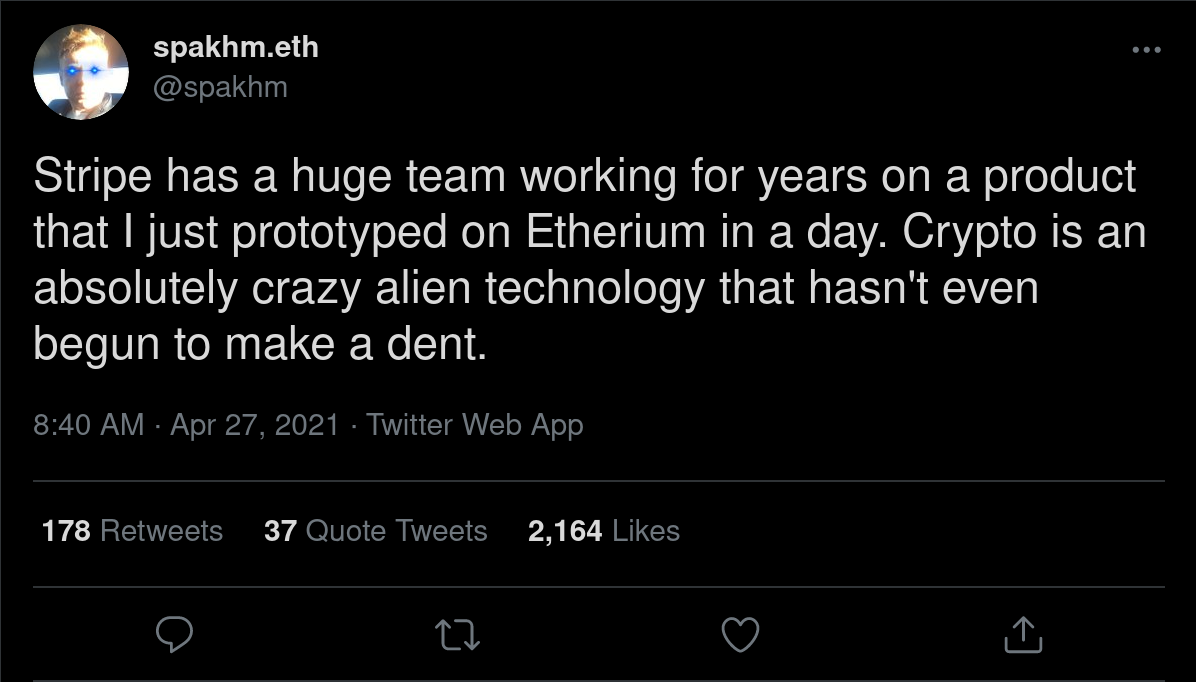 spakhm.eth
@spakhm
Stripe has a huge team working for years on a product
that I just prototyped on Etherium in a day. Crypto is an
absolutely crazy alien technology that hasn't even
begun to make a dent.
8:40 AM · Apr 27, 2021 · Twitter Web App
178 Retweets 37 Quote Tweets 2,164 Likes